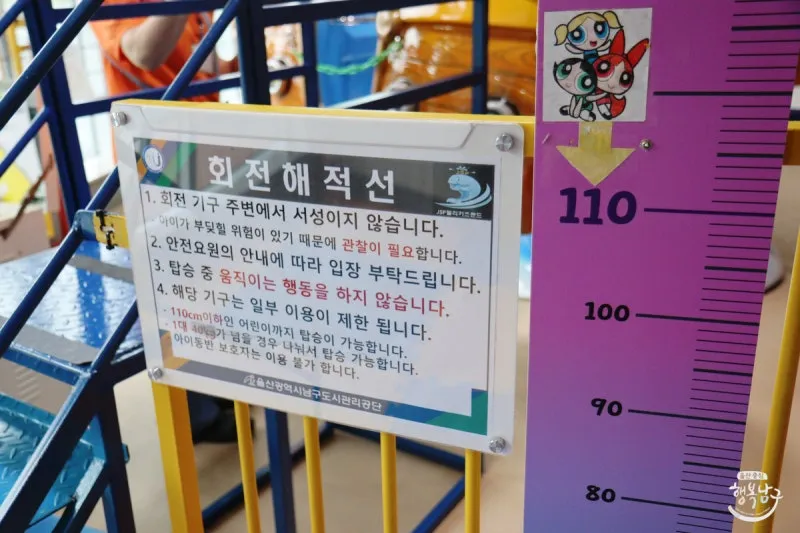 회전해적선
JSP웰리키즈랜드
1. 회전 기구 주변에서 서성이지 않습니다.
- 아이가 부딪힐 위험이 있기 때문에 관찰이 필요합니다.
2. 안전요원의 안내에 따라 입장 부탁드립니다.
3. 탑승 중 움직이는 행동을 하지 않습니다.
4. 해당 기구는 일부 이용이 제한 됩니다.
- 110cm이하인 어린이까지 탑승이 가능합니다.
- 1대 40kg가 넘을 경우 나눠서 탑승 가능합니다.
아이동반 보호자는 이용 불가 합니다.
울산광역시남구도시관리공단
110
100
90
80
울산 중심
행복남구